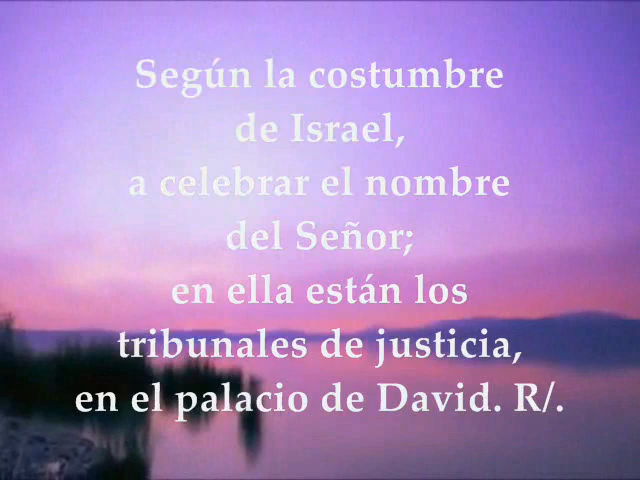 Según la costumbre
de Israel,
a celebrar el nombre
del Señor;
en ella están los
tribunales de justicia,
en el palacio de David. R/.